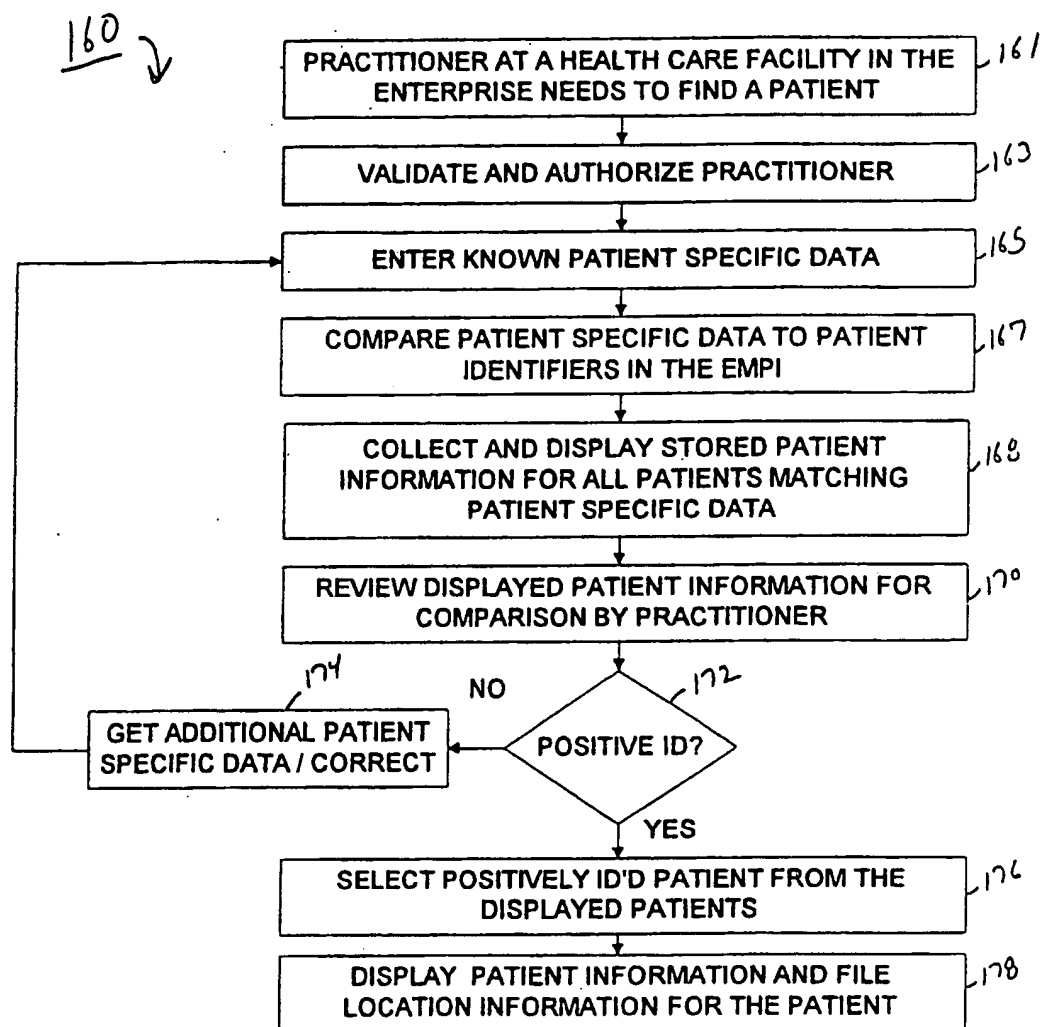 160
PRACTITIONER AT A HEALTH CARE FACILITY IN THE
ENTERPRISE NEEDS TO FIND A PATIENT
161
VALIDATE AND AUTHORIZE PRACTITIONER
163
ENTER KNOWN PATIENT SPECIFIC DATA
165
COMPARE PATIENT SPECIFIC DATA TO PATIENT
IDENTIFIERS IN THE EMPI
167
COLLECT AND DISPLAY STORED PATIENT
INFORMATION FOR ALL PATIENTS MATCHING
PATIENT SPECIFIC DATA
168
REVIEW DISPLAYED PATIENT INFORMATION FOR
COMPARISON BY PRACTITIONER
170
174
NO
172
GET ADDITIONAL PATIENT
SPECIFIC DATA / CORRECT
POSITIVE ID?
YES
SELECT POSITIVELY ID'D PATIENT FROM THE
DISPLAYED PATIENTS
176
DISPLAY PATIENT INFORMATION AND FILE
LOCATION INFORMATION FOR THE PATIENT
178